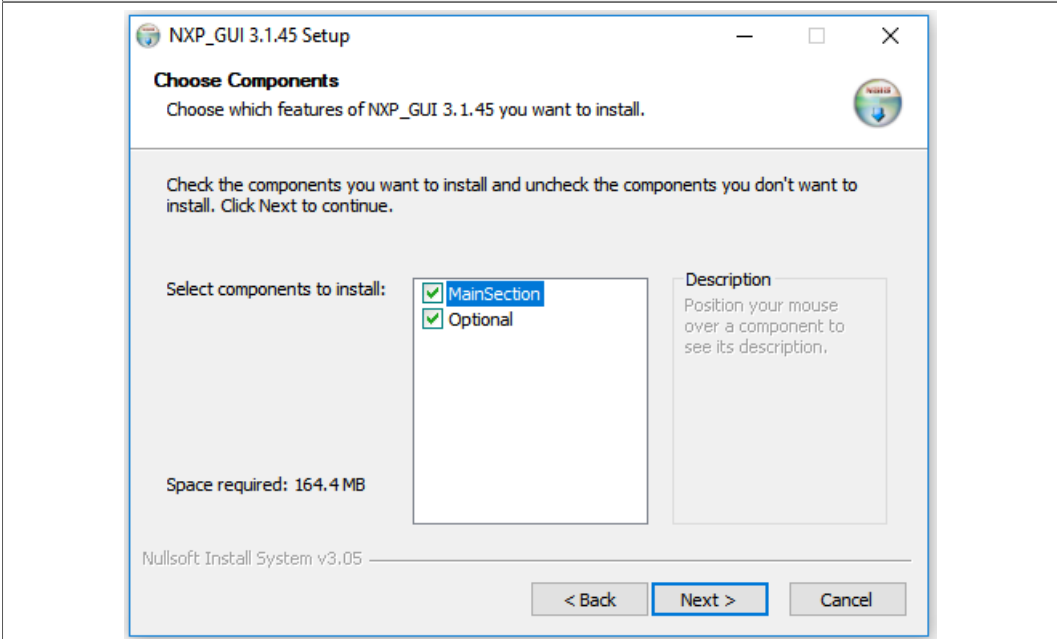 NXP_GUI 3.1.45 Setup
Choose Components
Choose which features of NXP_GUI 3.1.45 you want to install.
Check the components you want to install and uncheck the components you don't want to
install. Click Next to continue.
Select components to install:
MainSection
Optional
Description
Position your mouse
over a component to
see its description.
Space required: 164.4 MB
Nullsoft Install System v3.05
< Back
Next >
Cancel